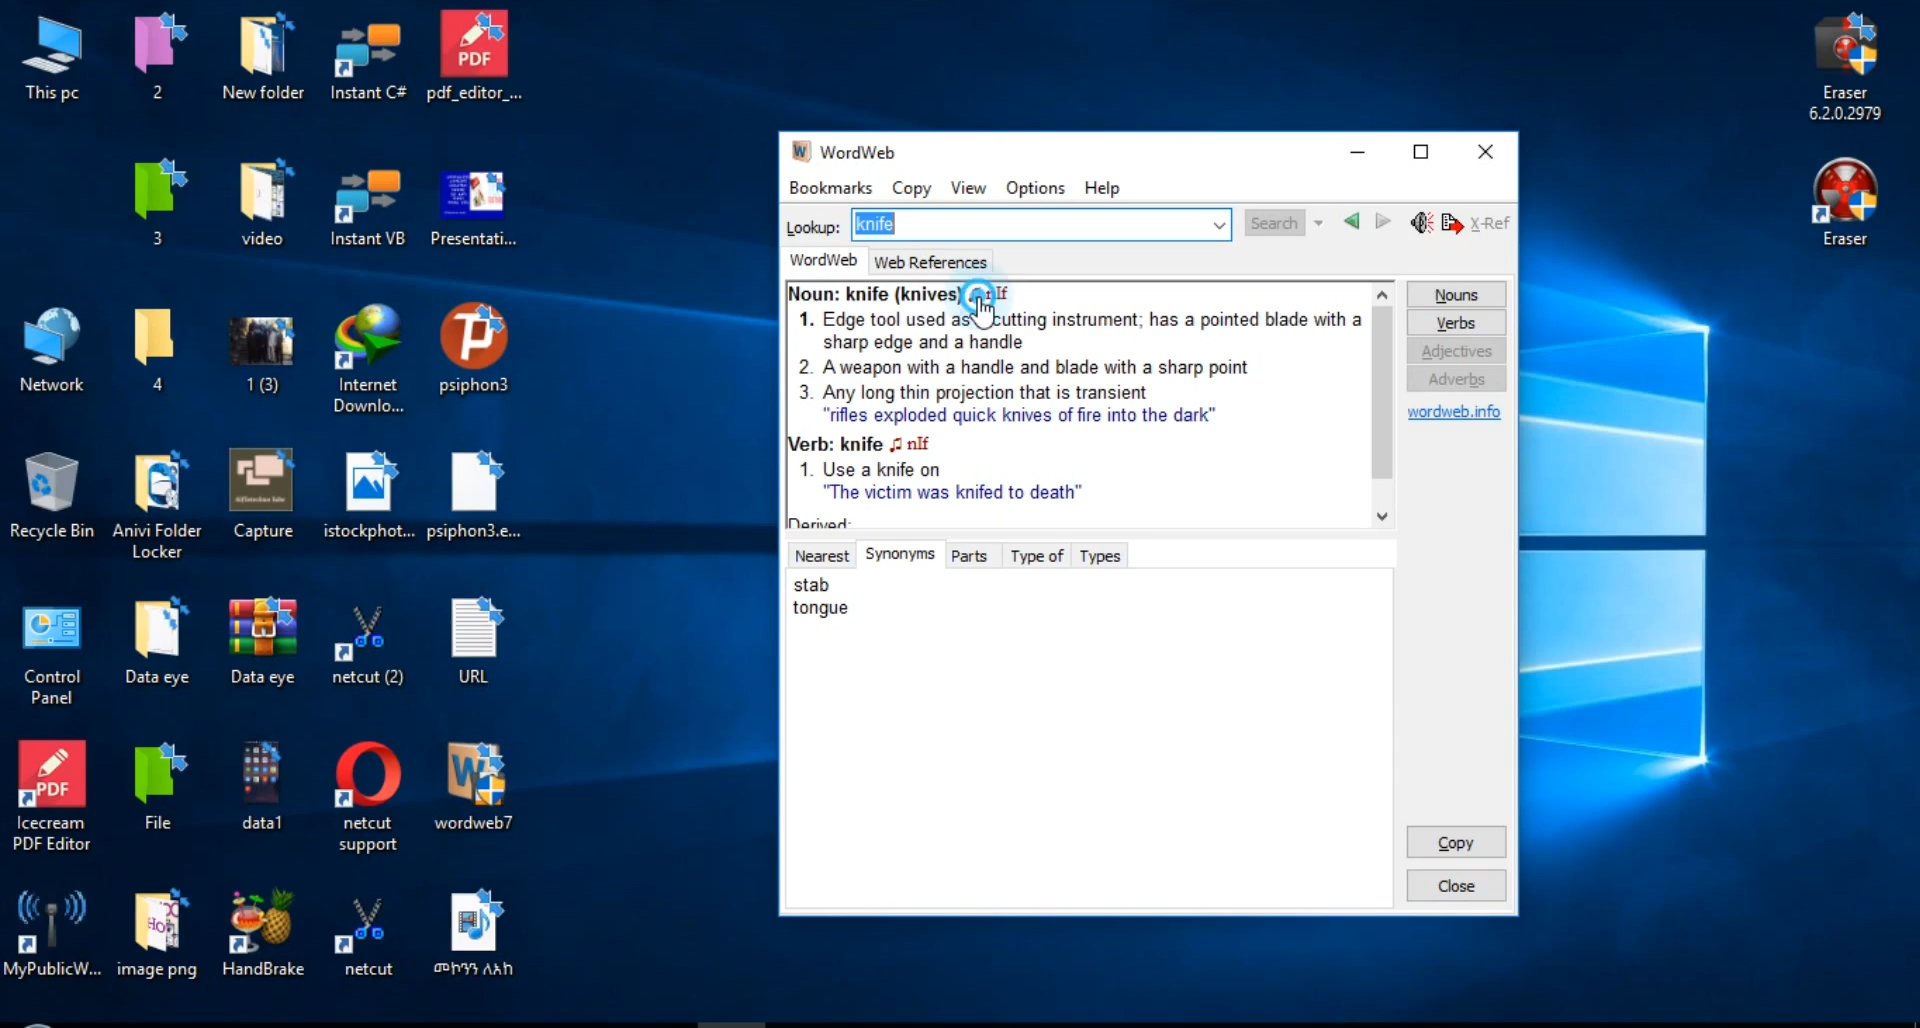 This pc
2
New folder
Instant C#
PDF
pdf_editor_...
3
video
Instant VB
Presentati...
Network
4
1 (3)
Internet
Downlo...
psiphon3
Recycle Bin
Anivi Folder
Locker
Capture
istockphot...
psiphon3.e...
Control
Panel
Data eye
Data eye
netcut (2)
URL
PDF
Icecream
PDF Editor
File
data1
netcut
support
wordweb7
MyPublicW...
image png
HandBrake
netcut
መኮንን ለእክ
Eraser
6.2.0.2979
Eraser
WordWeb
Bookmarks Copy View Options Help
Lookup: knife Search X-Ref
WordWeb Web References
Noun: knife (knives)
1. Edge tool used as cutting instrument; has a pointed blade with a
sharp edge and a handle
2. A weapon with a handle and blade with a sharp point
3. Any long thin projection that is transient
"rifles exploded quick knives of fire into the dark"
Verb: knife ♫ nIf
1. Use a knife on
"The victim was knifed to death"
Derived:
Nouns
Verbs
Adjectives
Adverbs
wordweb.info
Nearest Synonyms Parts Type of Types
stab
tongue
Copy
Close